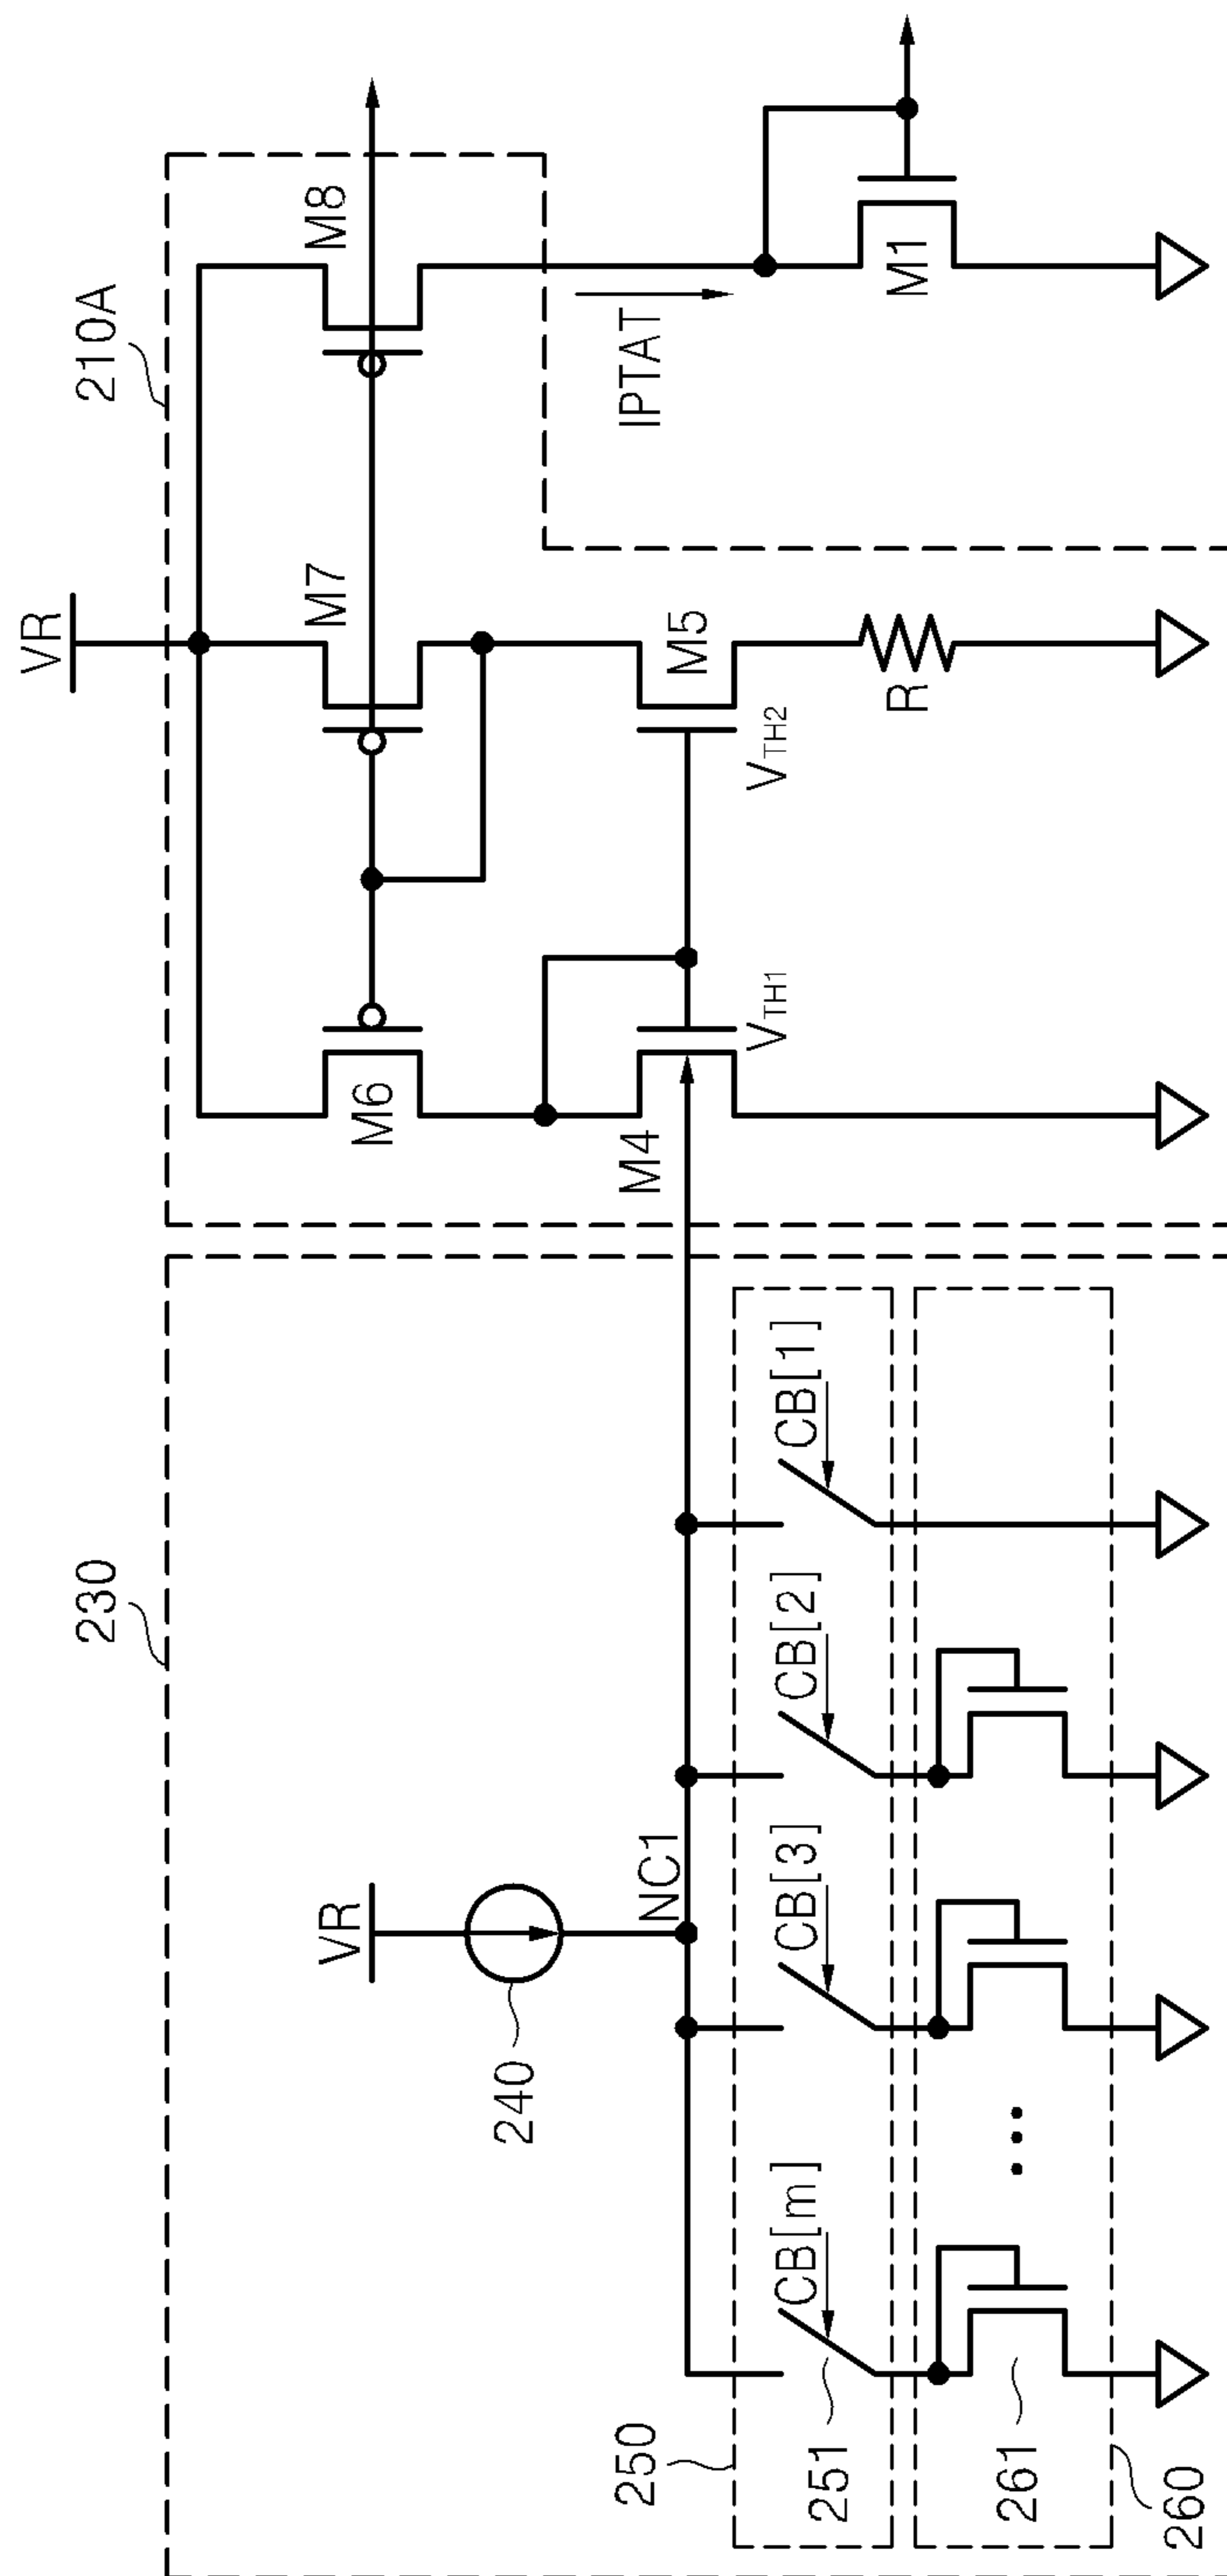 230
210A
VR
VR
240
NC1
M6
M7
M8
M4
M5
VTH1
VTH2
R
IPTAT
M1
250
CB[m]
CB[3]
CB[2]
CB[1]
251
261
...
260